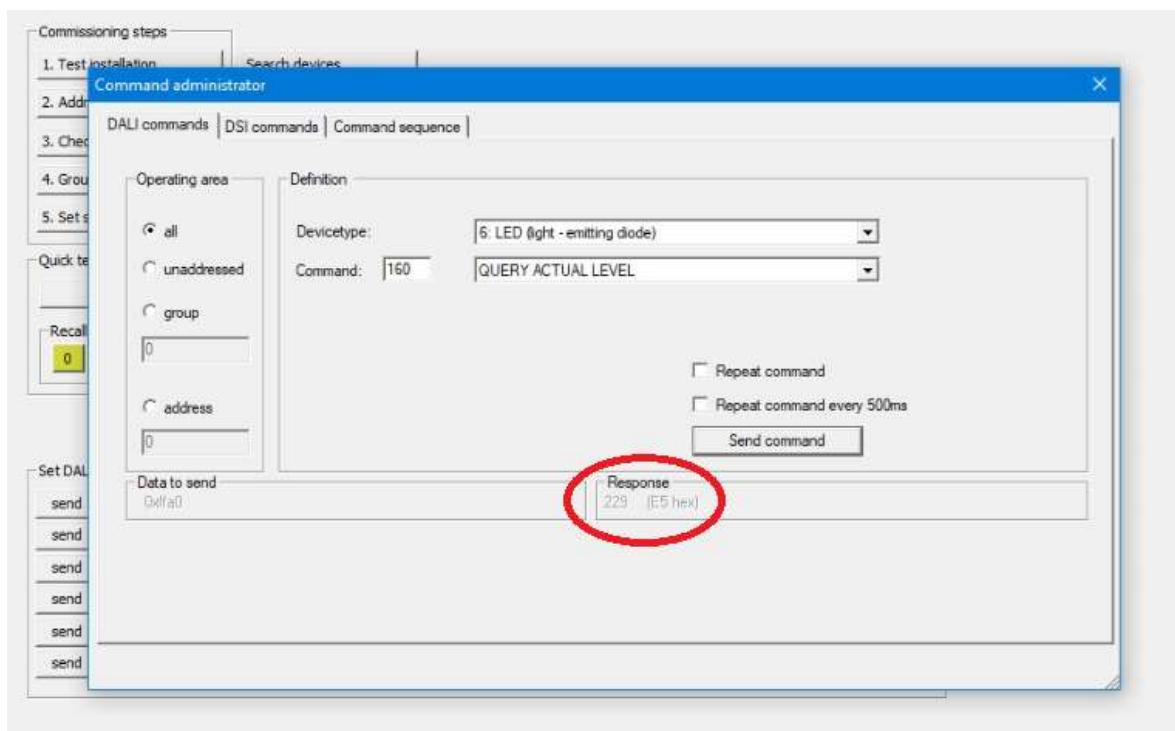 Commissioning steps
1. Test installation
Search devices
2. Addr
3. Chec
4. Grou
5. Set s
Quick te
Recall
0
Set DAL
send
send
send
send
send
send
Command administrator
DALI commands
DSI commands
Command sequence
Operating area
all
unaddressed
group
0
address
0
Definition
Devicetype:
6: LED (light - emitting diode)
Command:
160
QUERY ACTUAL LEVEL
Repeat command
Repeat command every 500ms
Send command
Data to send
0xffa0
Response
229 (E5 hex)